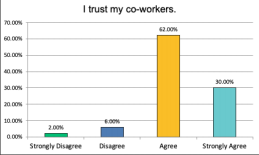 I trust my co-workers.
70.00%
60.00%
50.00%
40.00%
30.00%
20.00%
10.00%
0.00%
2.00%
6.00%
62.00%
30.00%
Strongly Disagree
Disagree
Agree
Strongly Agree